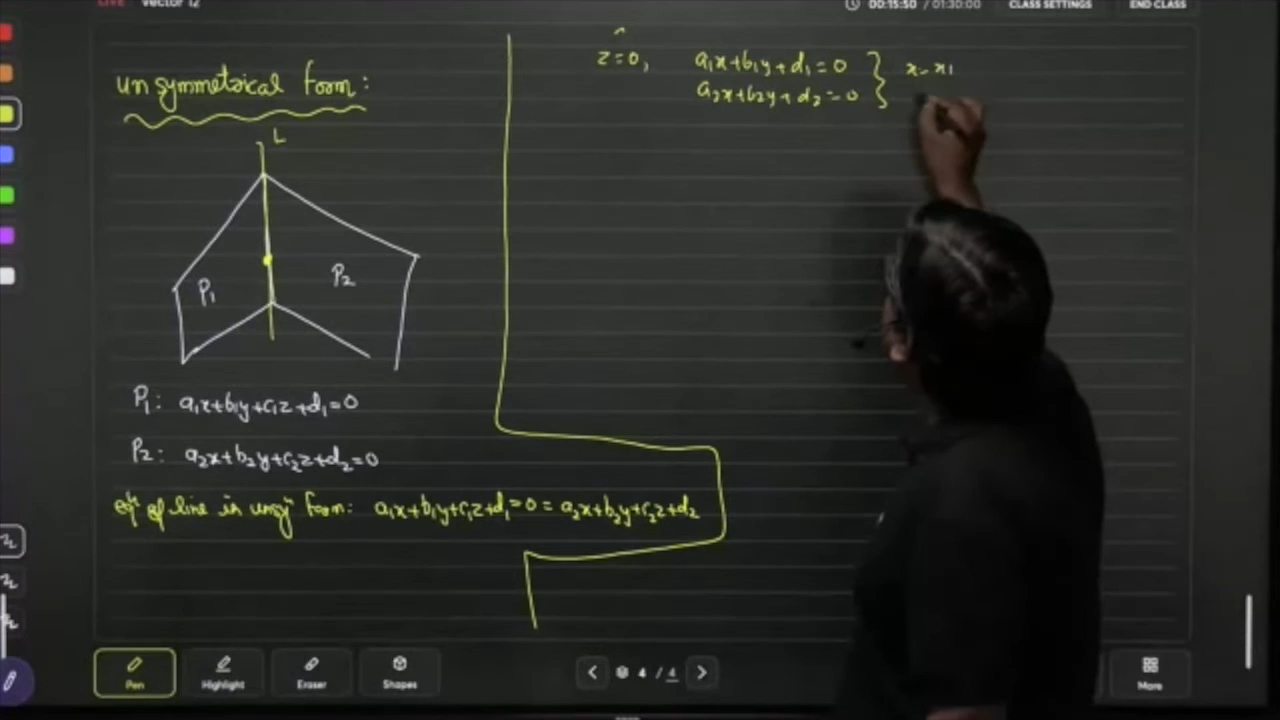 LIVE Vector 12
00:15:50 / 01:30:00 CLASS SETTINGS END CLASS
unsymmetrical form:
L
P₁ P₂
P₁: a₁x+b₁y+c₁z+d₁=0
P₂: a₂x+b₂y+c₂z+d₂=0
eqⁿ of line in unsyᵐ form: a₁x+b₁y+c₁z+d₁=0=a₂x+b₂y+c₂z+d₂
z=0, a₁x+b₁y+d₁=0 } x=x₁
a₂x+b₂y+d₂=0
Pen Highlight Eraser Shapes
4 / 4
More